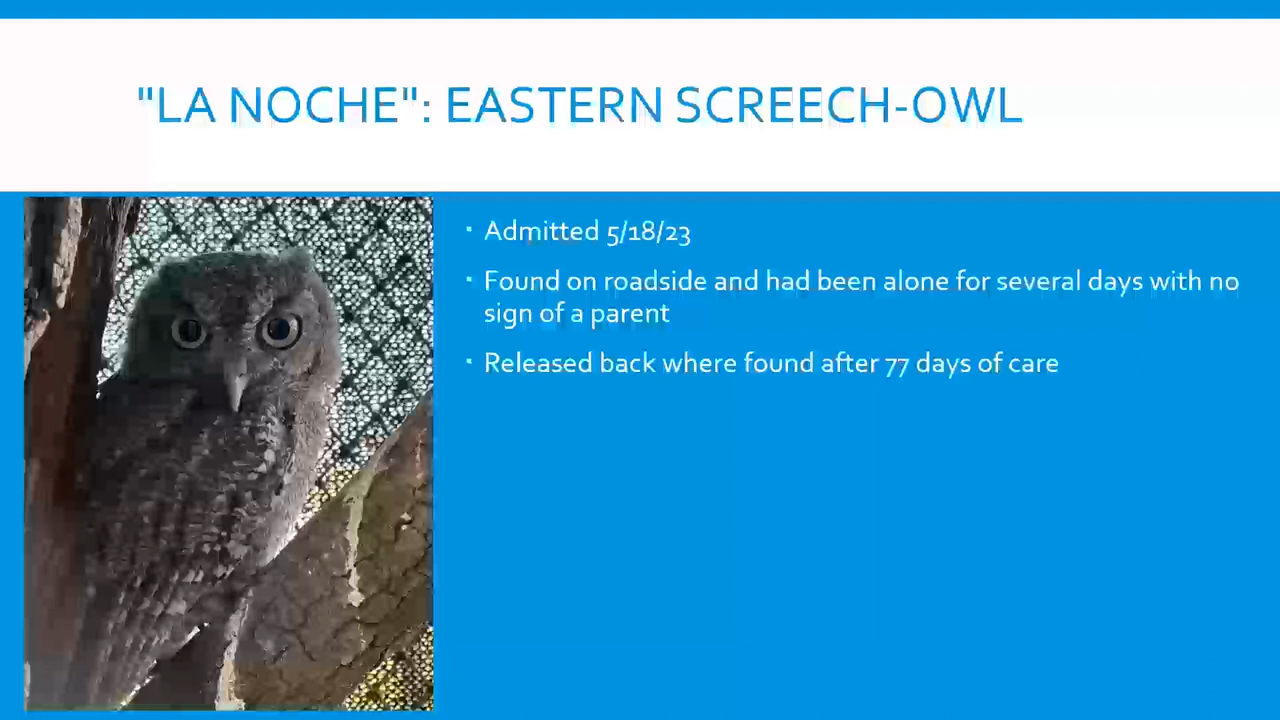 "LA NOCHE": EASTERN SCREECH-OWL
Admitted 5/18/23
Found on roadside and had been alone for several days with no
sign of a parent
Released back where found after 77 days of care